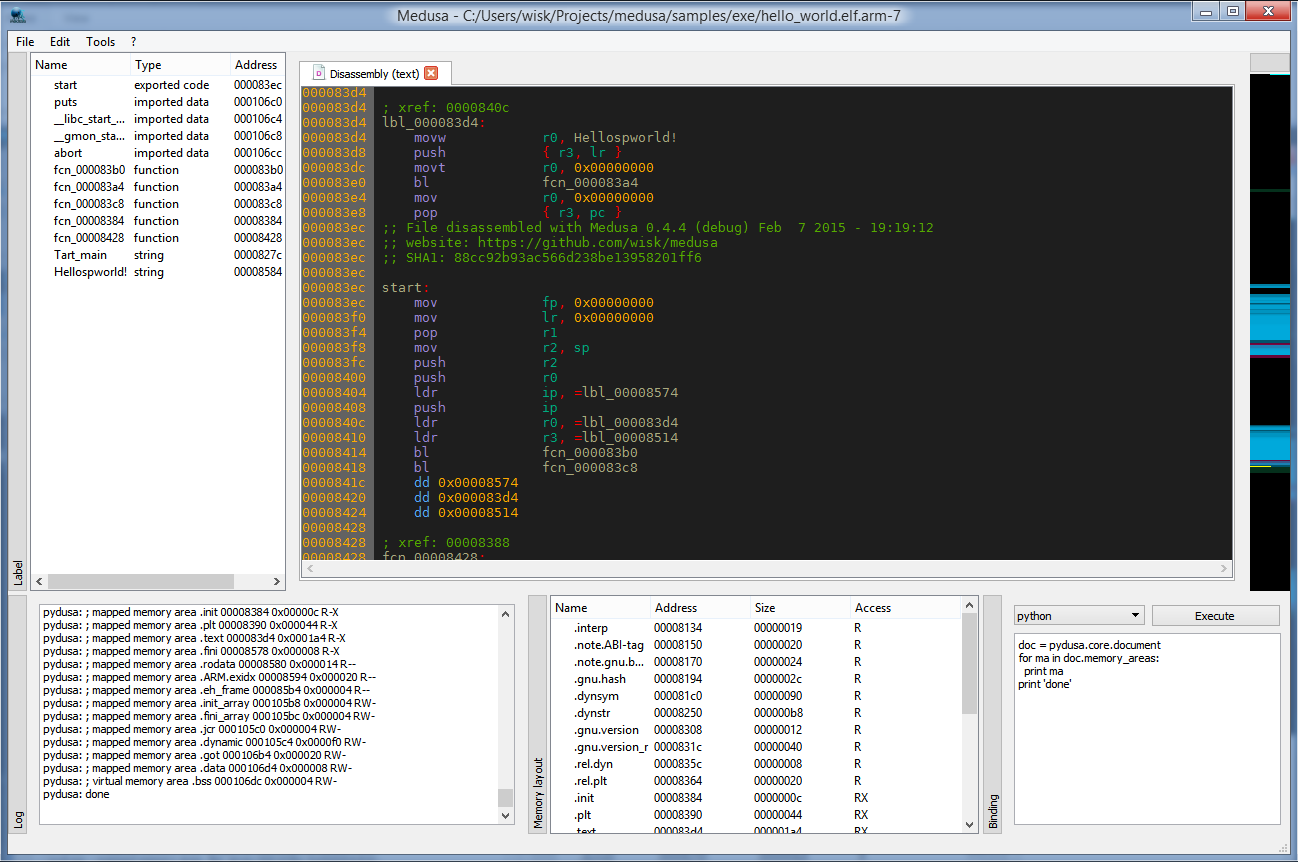 Medusa - C:/Users/wisk/Projects/medusa/samples/exe/hello_world.elf.arm-7
File Edit Tools ?
Name Type Address
start exported code 000083ec
puts imported data 000106c0
__libc_start_... imported data 000106c4
__gmon_sta... imported data 000106c8
abort imported data 000106cc
fcn_000083b0 function 000083b0
fcn_000083a4 function 000083a4
fcn_000083c8 function 000083c8
fcn_00008384 function 00008384
fcn_00008428 function 00008428
Tart_main string 0000827c
Hellospworld! string 00008584
Label
Disassembly (text)
000083d4
000083d4 ; xref: 0000840c
000083d4 lbl_000083d4:
000083d4 movw r0, Hellospworld!
000083d8 push { r3, lr }
000083dc movt r0, 0x00000000
000083e0 bl fcn_000083a4
000083e4 mov r0, 0x00000000
000083e8 pop { r3, pc }
000083ec ;; File disassembled with Medusa 0.4.4 (debug) Feb  7 2015 - 19:19:12
000083ec ;; website: https://github.com/wisk/medusa
000083ec ;; SHA1: 88cc92b93ac566d238be13958201ff6
000083ec
000083ec start:
000083ec mov fp, 0x00000000
000083f0 mov lr, 0x00000000
000083f4 pop r1
000083f8 mov r2, sp
000083fc push r2
00008400 push r0
00008404 ldr ip, =lbl_00008574
00008408 push ip
0000840c ldr r0, =lbl_000083d4
00008410 ldr r3, =lbl_00008514
00008414 bl fcn_000083b0
00008418 bl fcn_000083c8
0000841c dd 0x00008574
00008420 dd 0x000083d4
00008424 dd 0x00008514
00008428
00008428 ; xref: 00008388
00008428 fcn_00008428:
pydusa: ; mapped memory area .init 00008384 0x00000c R-X
pydusa: ; mapped memory area .plt 00008390 0x000044 R-X
pydusa: ; mapped memory area .text 000083d4 0x0001a4 R-X
pydusa: ; mapped memory area .fini 00008578 0x000008 R-X
pydusa: ; mapped memory area .rodata 00008580 0x000014 R--
pydusa: ; mapped memory area .ARM.exidx 00008594 0x000020 R--
pydusa: ; mapped memory area .eh_frame 000085b4 0x000004 R--
pydusa: ; mapped memory area .init_array 000105b8 0x000004 RW-
pydusa: ; mapped memory area .fini_array 000105bc 0x000004 RW-
pydusa: ; mapped memory area .jcr 000105c0 0x000004 RW-
pydusa: ; mapped memory area .dynamic 000105c4 0x0000f0 RW-
pydusa: ; mapped memory area .got 000106b4 0x000020 RW-
pydusa: ; mapped memory area .data 000106d4 0x000008 RW-
pydusa: ; virtual memory area .bss 000106dc 0x000004 RW-
pydusa: done
Log
Name Address Size Access
.interp 00008134 00000019 R
.note.ABI-tag 00008150 00000020 R
.note.gnu.b... 00008170 00000024 R
.gnu.hash 00008194 0000002c R
.dynsym 000081c0 00000090 R
.dynstr 00008250 000000b8 R
.gnu.version 00008308 00000012 R
.gnu.version_r 0000831c 00000040 R
.rel.dyn 0000835c 00000008 R
.rel.plt 00008364 00000020 R
.init 00008384 0000000c RX
.plt 00008390 00000044 RX
.text 000083d4 000001a4 RX
Memory layout
python Execute
doc = pydusa.core.document
for ma in doc.memory_areas:
print ma
print 'done'
Binding